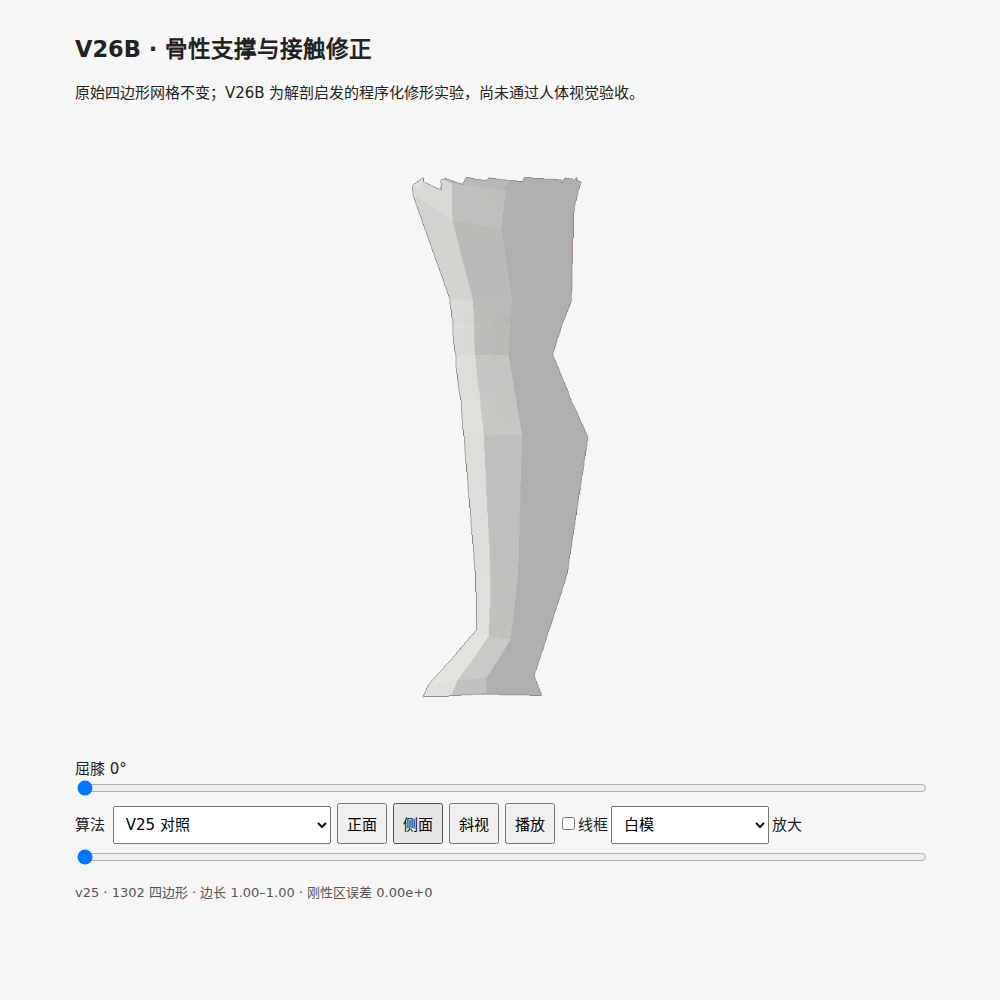 V26B · 骨性支撑与接触修正
原始四边形网格不变；V26B 为解剖启发的程序化修形实验，尚未通过人体视觉验收。
屈膝 0°
算法 V25 对照 正面 侧面 斜视 播放 线框 白模 放大
v25 · 1302 四边形 · 边长 1.00–1.00 · 刚性区误差 0.00e+0